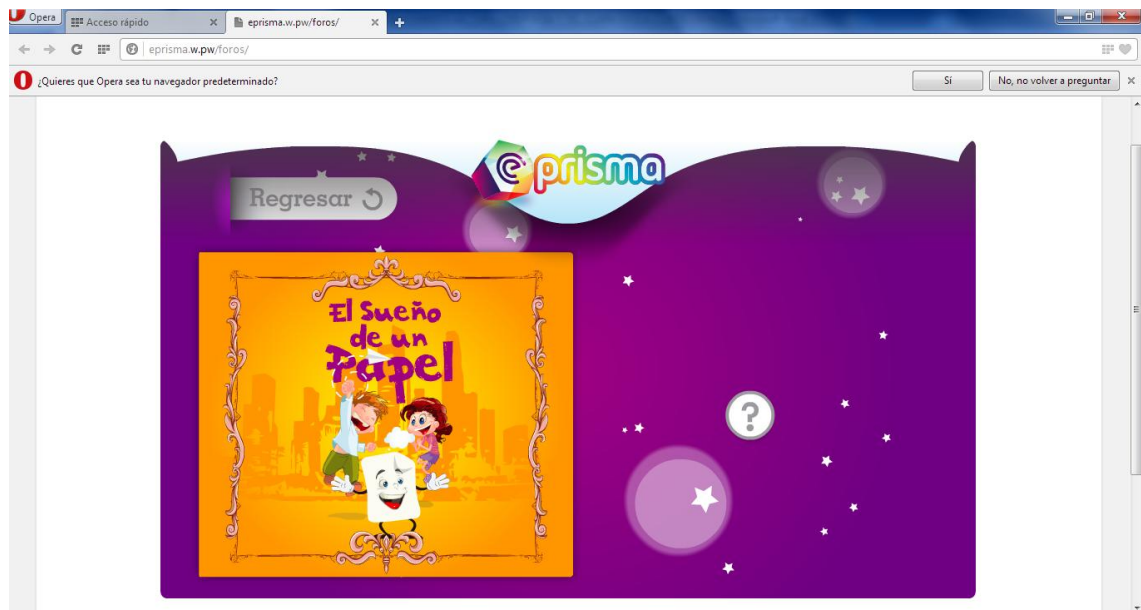 Opera
Acceso rápido
eprisma.w.pw/foros/
eprisma.w.pw/foros/
¿Quieres que Opera sea tu navegador predeterminado?
Sí
No, no volver a preguntar
e prisma
Regresar
El Sueño
de un
Papel
?